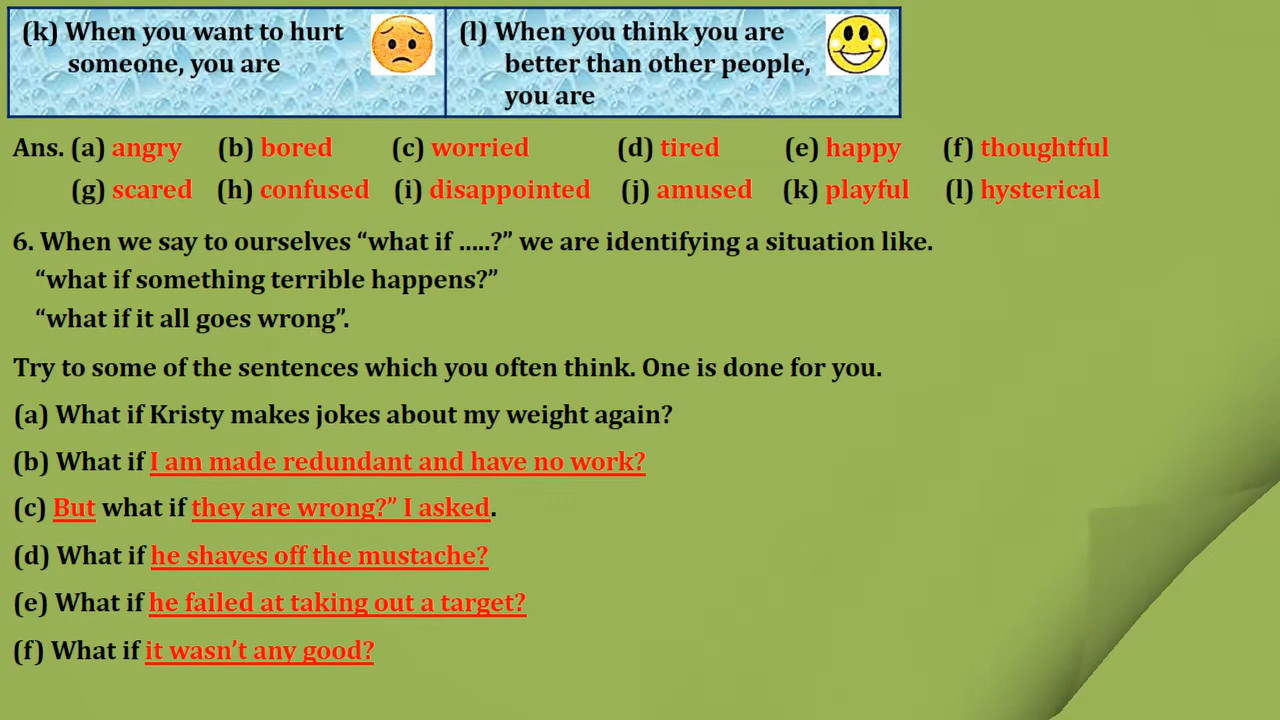 (k) When you want to hurt
someone, you are
(l) When you think you are
better than other people,
you are
Ans. (a) angry (b) bored (c) worried (d) tired (e) happy (f) thoughtful
(g) scared (h) confused (i) disappointed (j) amused (k) playful (l) hysterical
6. When we say to ourselves “what if .....?” we are identifying a situation like.
“what if something terrible happens?”
“what if it all goes wrong”.
Try to some of the sentences which you often think. One is done for you.
(a) What if Kristy makes jokes about my weight again?
(b) What if I am made redundant and have no work?
(c) But what if they are wrong?” I asked.
(d) What if he shaves off the mustache?
(e) What if he failed at taking out a target?
(f) What if it wasn’t any good?